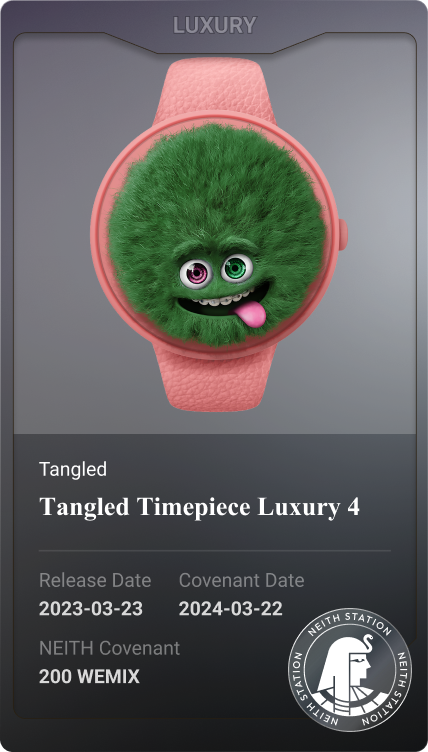 LUXURY
Tangled
Tangled Timepiece Luxury 4
Release Date Covenant Date
2023-03-23 2024-03-22
NEITH Covenant
200 WEMIX
NEITH STATION
NEITH STATION
NEITH STATION